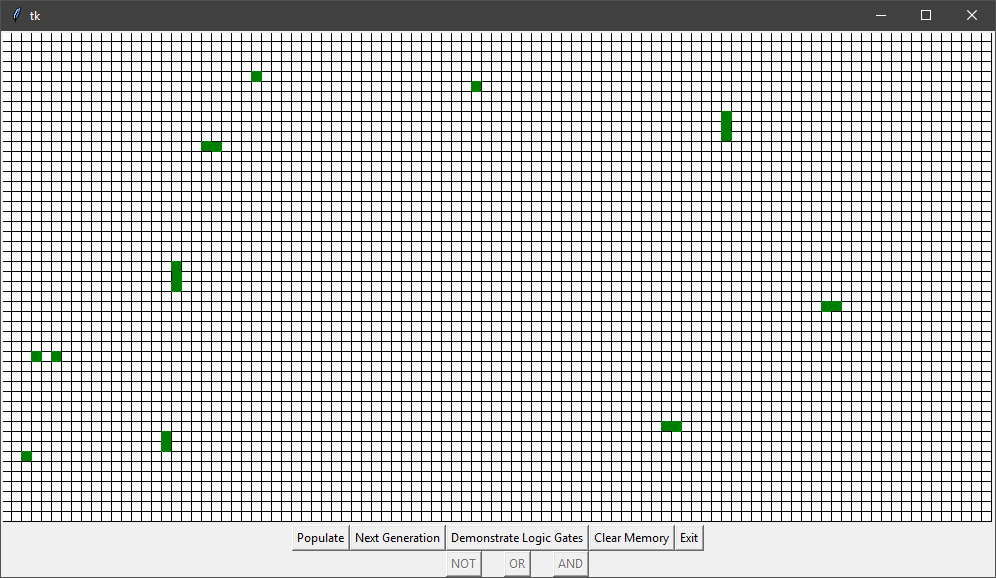 tk
Populate Next Generation Demonstrate Logic Gates Clear Memory Exit
NOT OR AND